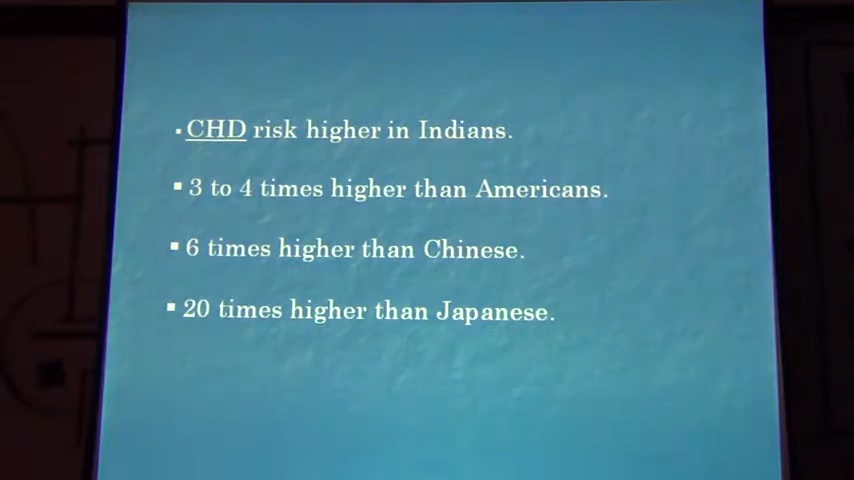 ▪ CHD risk higher in Indians.
▪ 3 to 4 times higher than Americans.
▪ 6 times higher than Chinese.
▪ 20 times higher than Japanese.